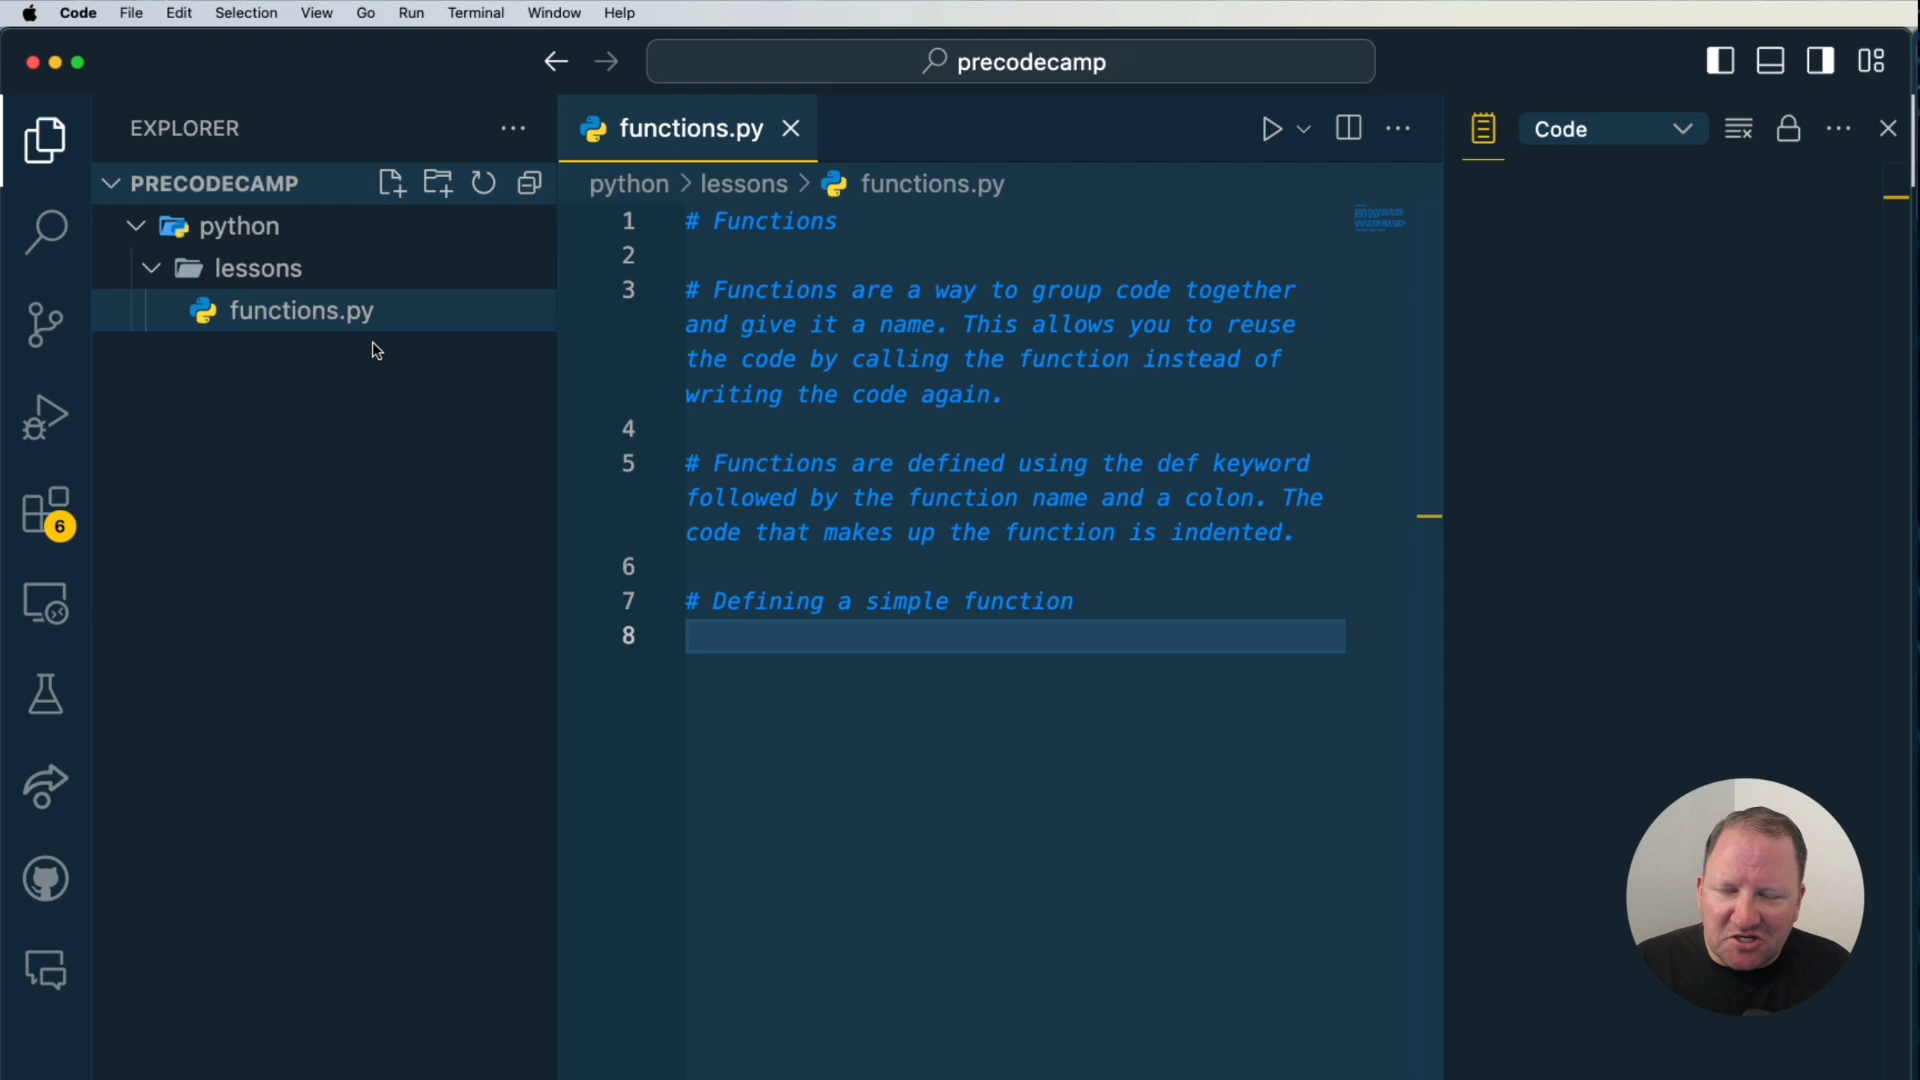 Code File Edit Selection View Go Run Terminal Window Help
precodecamp
EXPLORER
functions.py
Code
PRECODECAMP
python > lessons > functions.py
python
lessons
functions.py
6
1 # Functions
2
3 # Functions are a way to group code together
and give it a name. This allows you to reuse
the code by calling the function instead of
writing the code again.
4
5 # Functions are defined using the def keyword
followed by the function name and a colon. The
code that makes up the function is indented.
6
7 # Defining a simple function
8